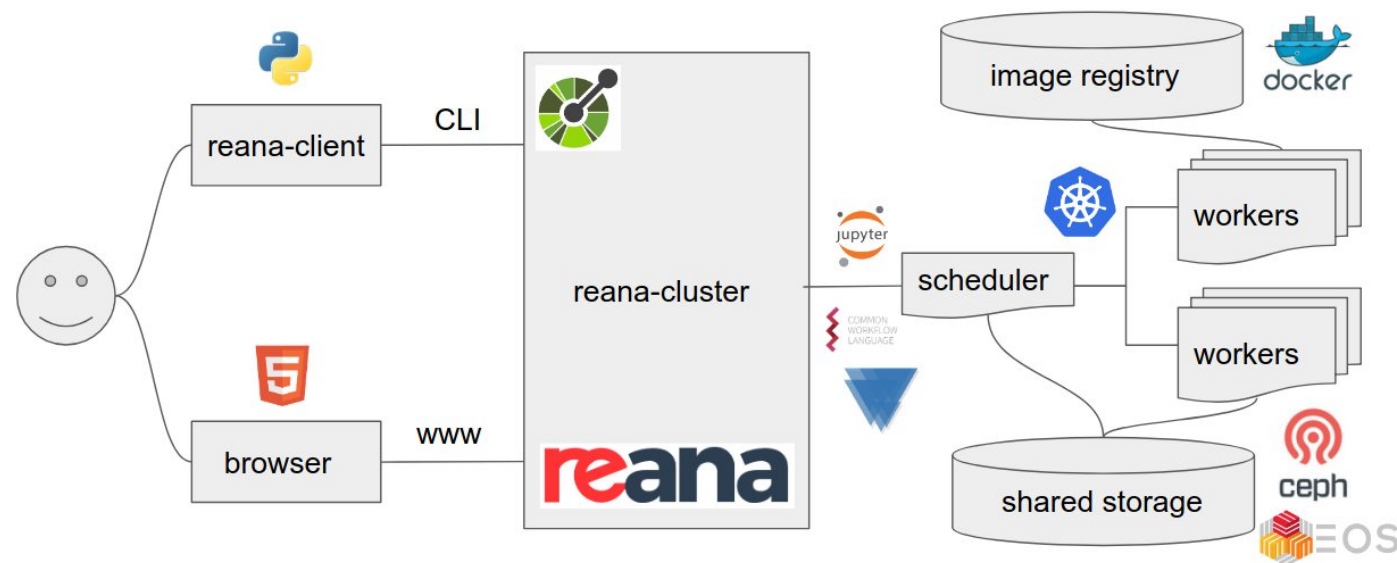 image registry
docker
CLI
reana-client
workers
jupyter
scheduler
reana-cluster
COMMON
WORKFLOW
LANGUAGE
workers
5
www
browser
reana
shared storage
ceph
EOS